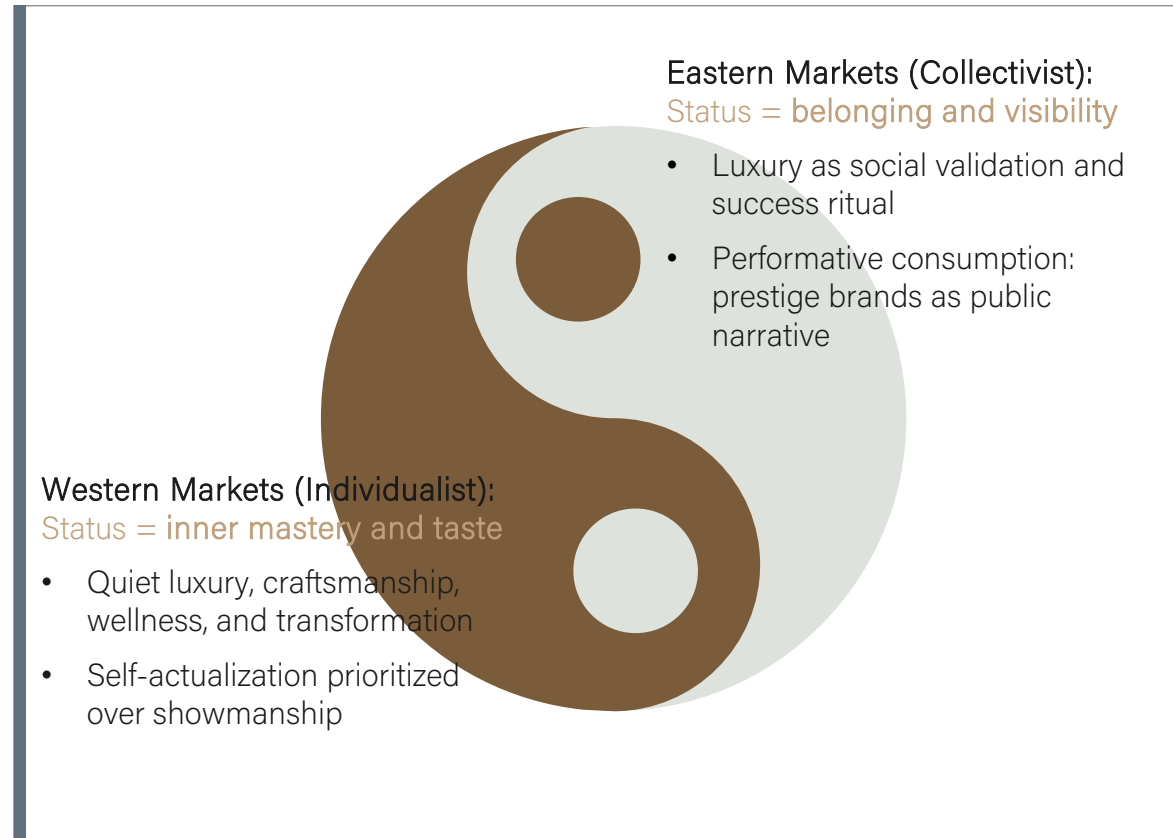 Eastern Markets (Collectivist):
Status = belonging and visibility
• Luxury as social validation and
success ritual
• Performative consumption:
prestige brands as public
narrative
Western Markets (Individualist):
Status = inner mastery and taste
• Quiet luxury, craftsmanship,
wellness, and transformation
• Self-actualization prioritized
over showmanship